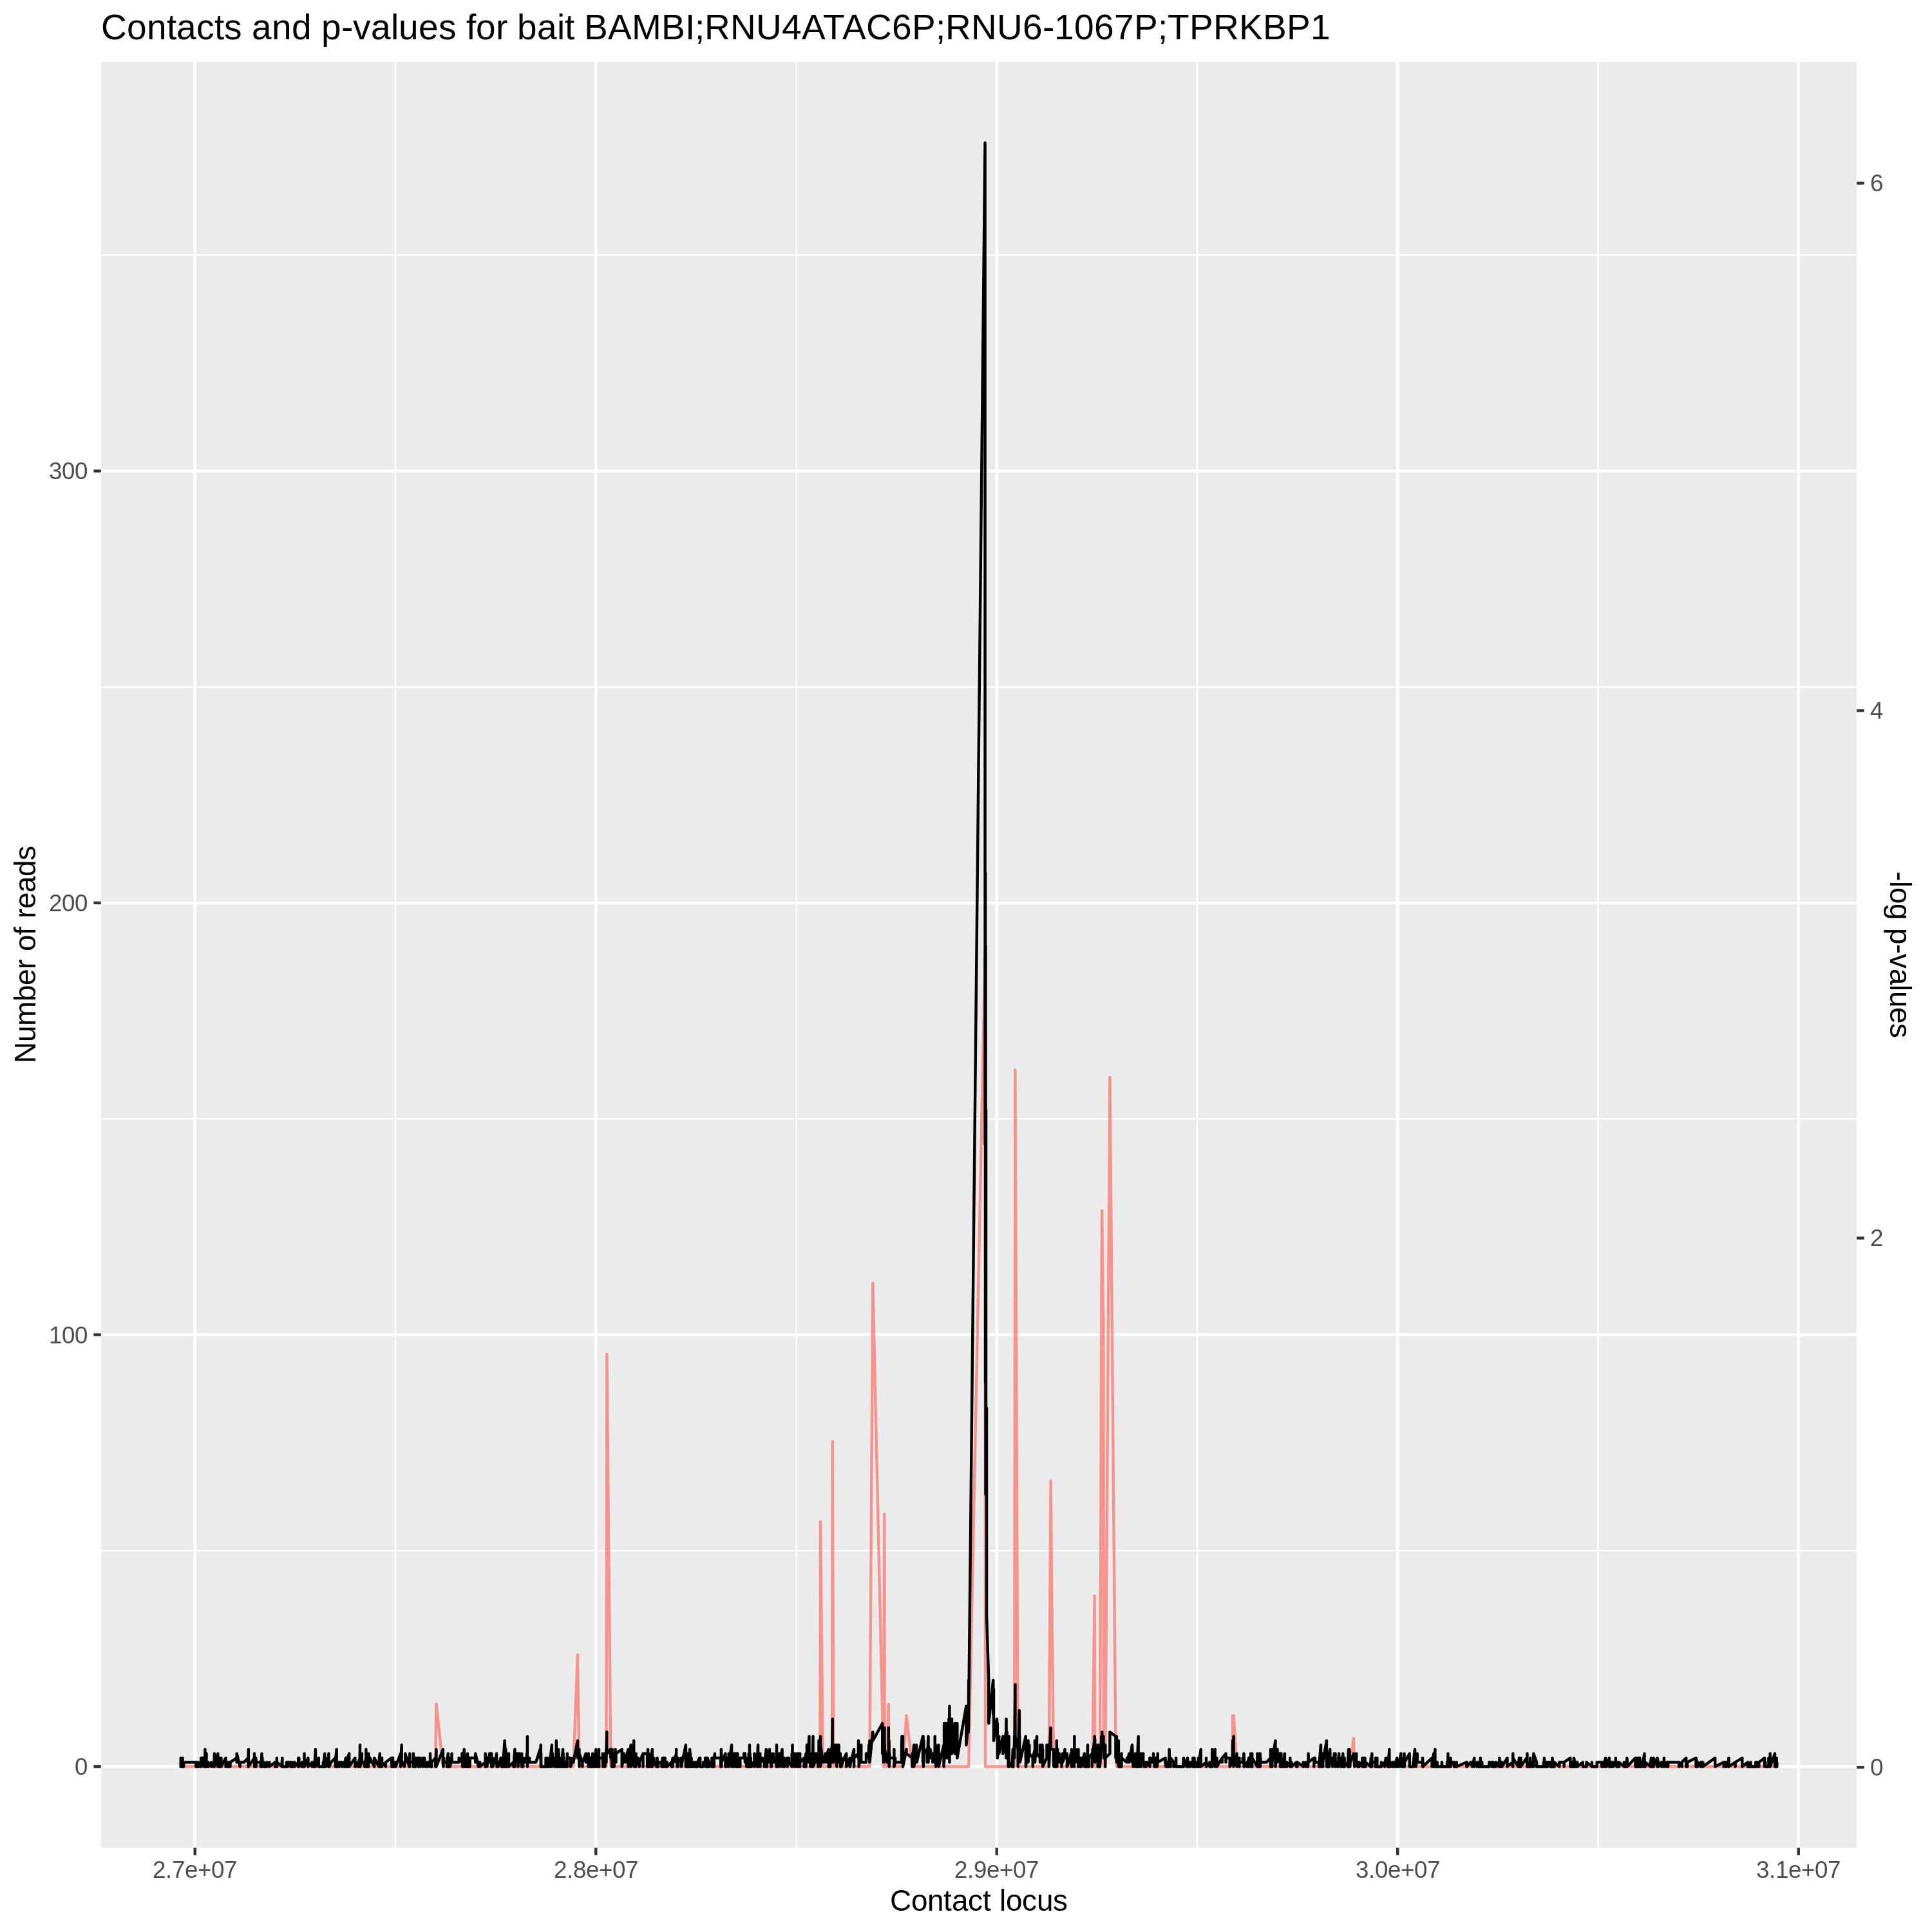 Contacts and p-values for bait BAMBI;RNU4ATAC6P;RNU6-1067P;TPRKBP1
6
300
4
Number of reads
200
-log p-values
2
100
0
0
2.7e+07 2.8e+07 2.9e+07 3.0e+07 3.1e+07
Contact locus